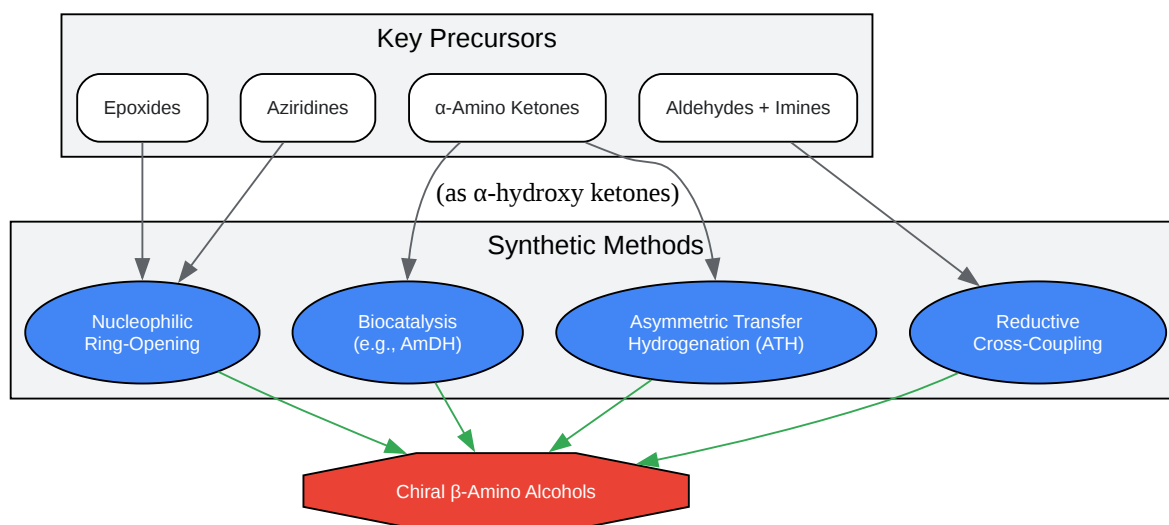 Key Precursors
Epoxides
Aziridines
α-Amino Ketones
Aldehydes + Imines
(as α-hydroxy ketones)
Synthetic Methods
Nucleophilic
Ring-Opening
Biocatalysis
(e.g., AmDH)
Asymmetric Transfer
Hydrogenation (ATH)
Reductive
Cross-Coupling
Chiral β-Amino Alcohols